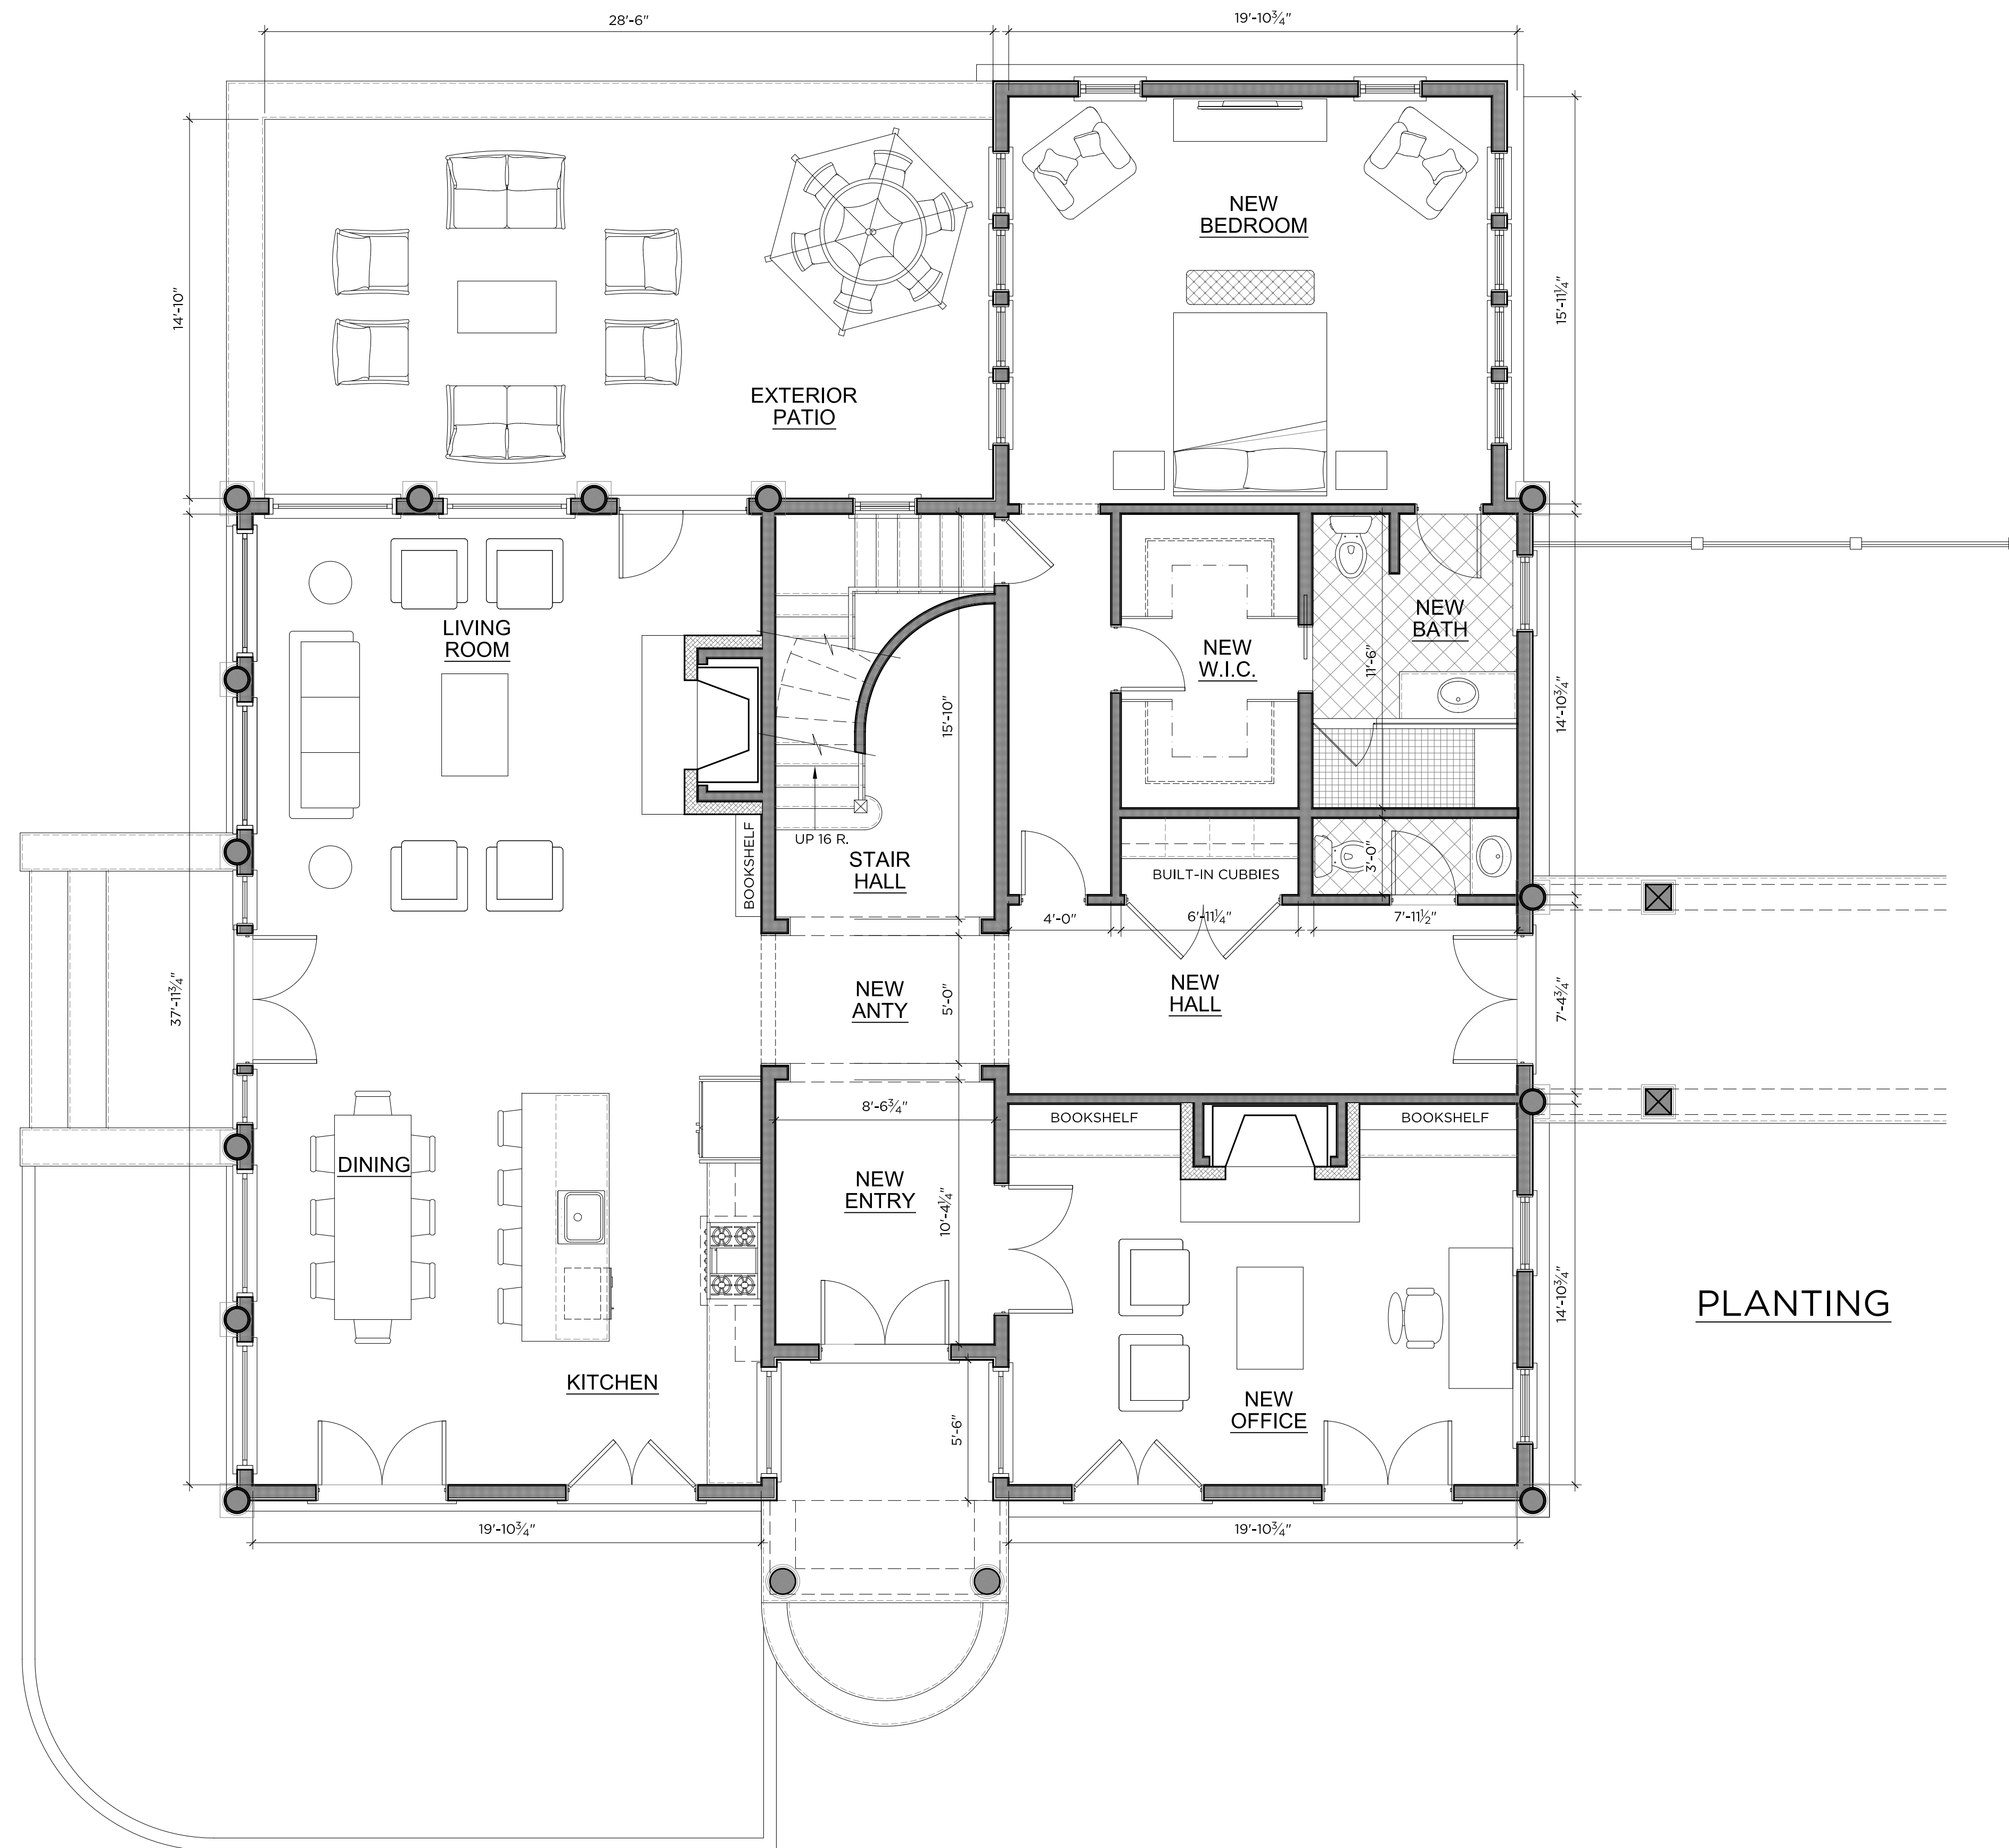 28'-6"
19'-10¾"
NEW
BEDROOM
14'-10"
15'-11¼"
EXTERIOR
PATIO
LIVING
ROOM
NEW
W.I.C.
NEW
BATH
11'-6"
15'-10"
14'-10¾"
UP 16 R.
BOOKSHELF
STAIR
HALL
BUILT-IN CUBBIES
3'-0"
4'-0"
6'-11¼"
7'-11½"
37'-11¾"
NEW
ANTY
5'-0"
NEW
HALL
7'-4¾"
8'-6¾"
BOOKSHELF
BOOKSHELF
DINING
NEW
ENTRY
10'-4¼"
14'-10¾"
PLANTING
KITCHEN
5'-6"
NEW
OFFICE
19'-10¾"
19'-10¾"